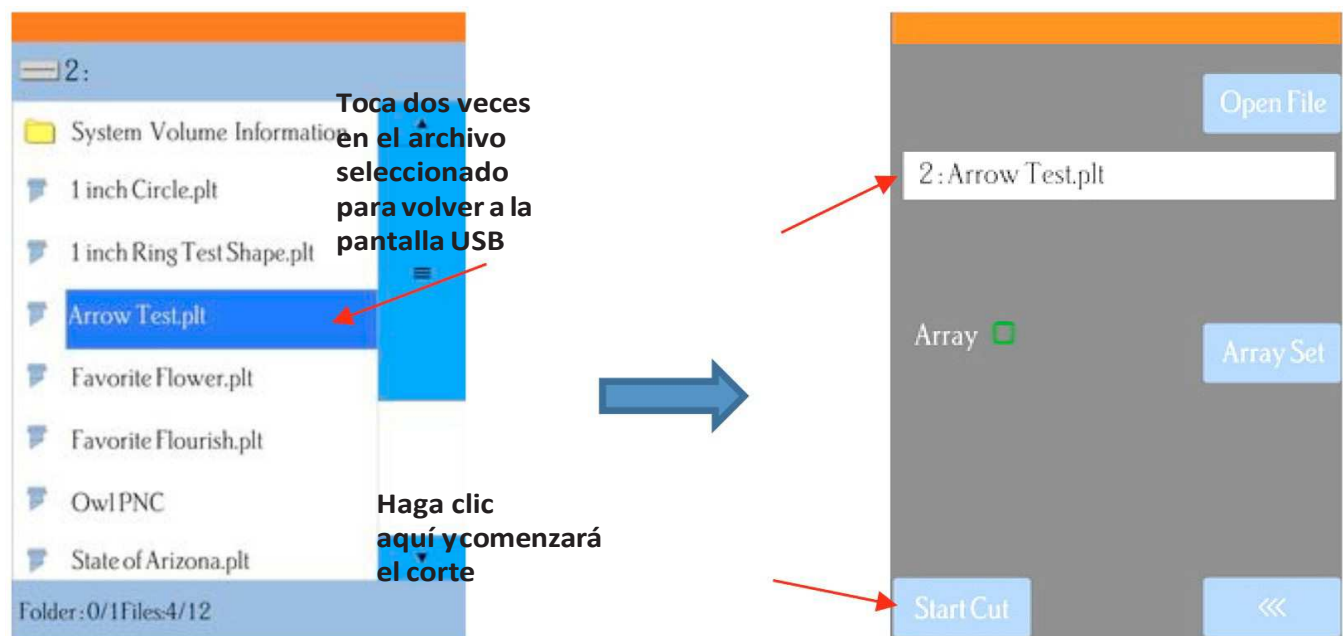 2:
System Volume Information
1 inch Circle.plt
1 inch Ring Test Shape.plt
Arrow Test.plt
Favorite Flower.plt
Favorite Flourish.plt
Owl PNC
State of Arizona.plt
Folder:0/1Files:4/12
Toca dos veces
en el archivo
seleccionado
para volver a la
pantalla USB
Haga clic
aquí ycomenzará
el corte
Open File
2:Arrow Test.plt
Array
Array Set
Start Cut
<<<